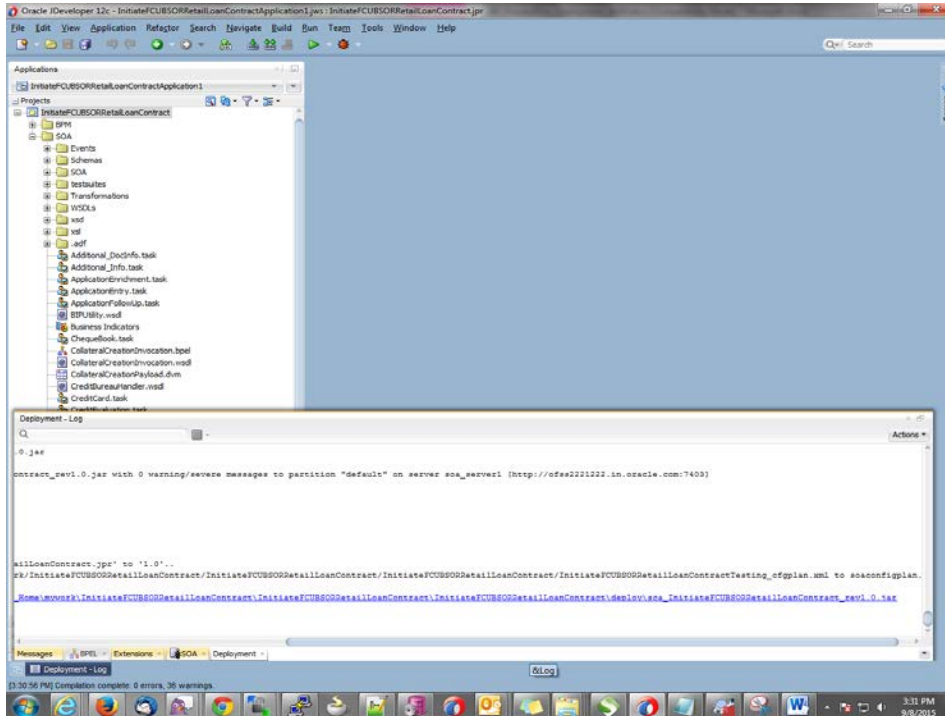 Oracle JDeveloper 12c - InitiateFCUBSORRetailLoanContractApplication1.jws : InitiateFCUBSORRetailLoanContract.jpr
File Edit View Application Refactor Search Navigate Build Run Team Tools Window Help
Search
Applications
InitiateFCUBSORRetailLoanContractApplication1
Projects
InitiateFCUBSORRetailLoanContract
BPM
SOA
Events
Schemas
SOA
testsuites
Transformations
WSDLs
xsd
xsl
.adf
Additional_DocInfo.task
Additional_Info.task
ApplicationEnrichment.task
ApplicationEntry.task
ApplicationFollowUp.task
BIPUtility.wsdl
Business Indicators
ChequeBook.task
CollateralCreationInvocation.bpel
CollateralCreationInvocation.wsdl
CollateralCreationPayload.dvm
CreditBureauHandler.wsdl
CreditCard.task
CreditEvaluation.task
Deployment - Log
Actions
.0.jar
ontract_rev1.0.jar with 0 warning/severe messages to partition "default" on server soa_server1 [http://ofss2221222.in.oracle.com:7403]
ailLoanContract.jpr' to '1.0'..
rk/InitiateFCUBSORRetailLoanContract/InitiateFCUBSORRetailLoanContract/InitiateFCUBSORRetailLoanContractTesting_cfgplan.xml to soaconfigplan.
_Home\mywork\InitiateFCUBSORRetailLoanContract\InitiateFCUBSORRetailLoanContract\deploy\sca_InitiateFCUBSORRetailLoanContract_rev1.0.jar
Messages BPEL Extensions SOA Deployment
Deployment - Log
&Log
[3:30:56 PM] Compilation complete: 0 errors, 36 warnings.
3:31 PM
9/8/2015